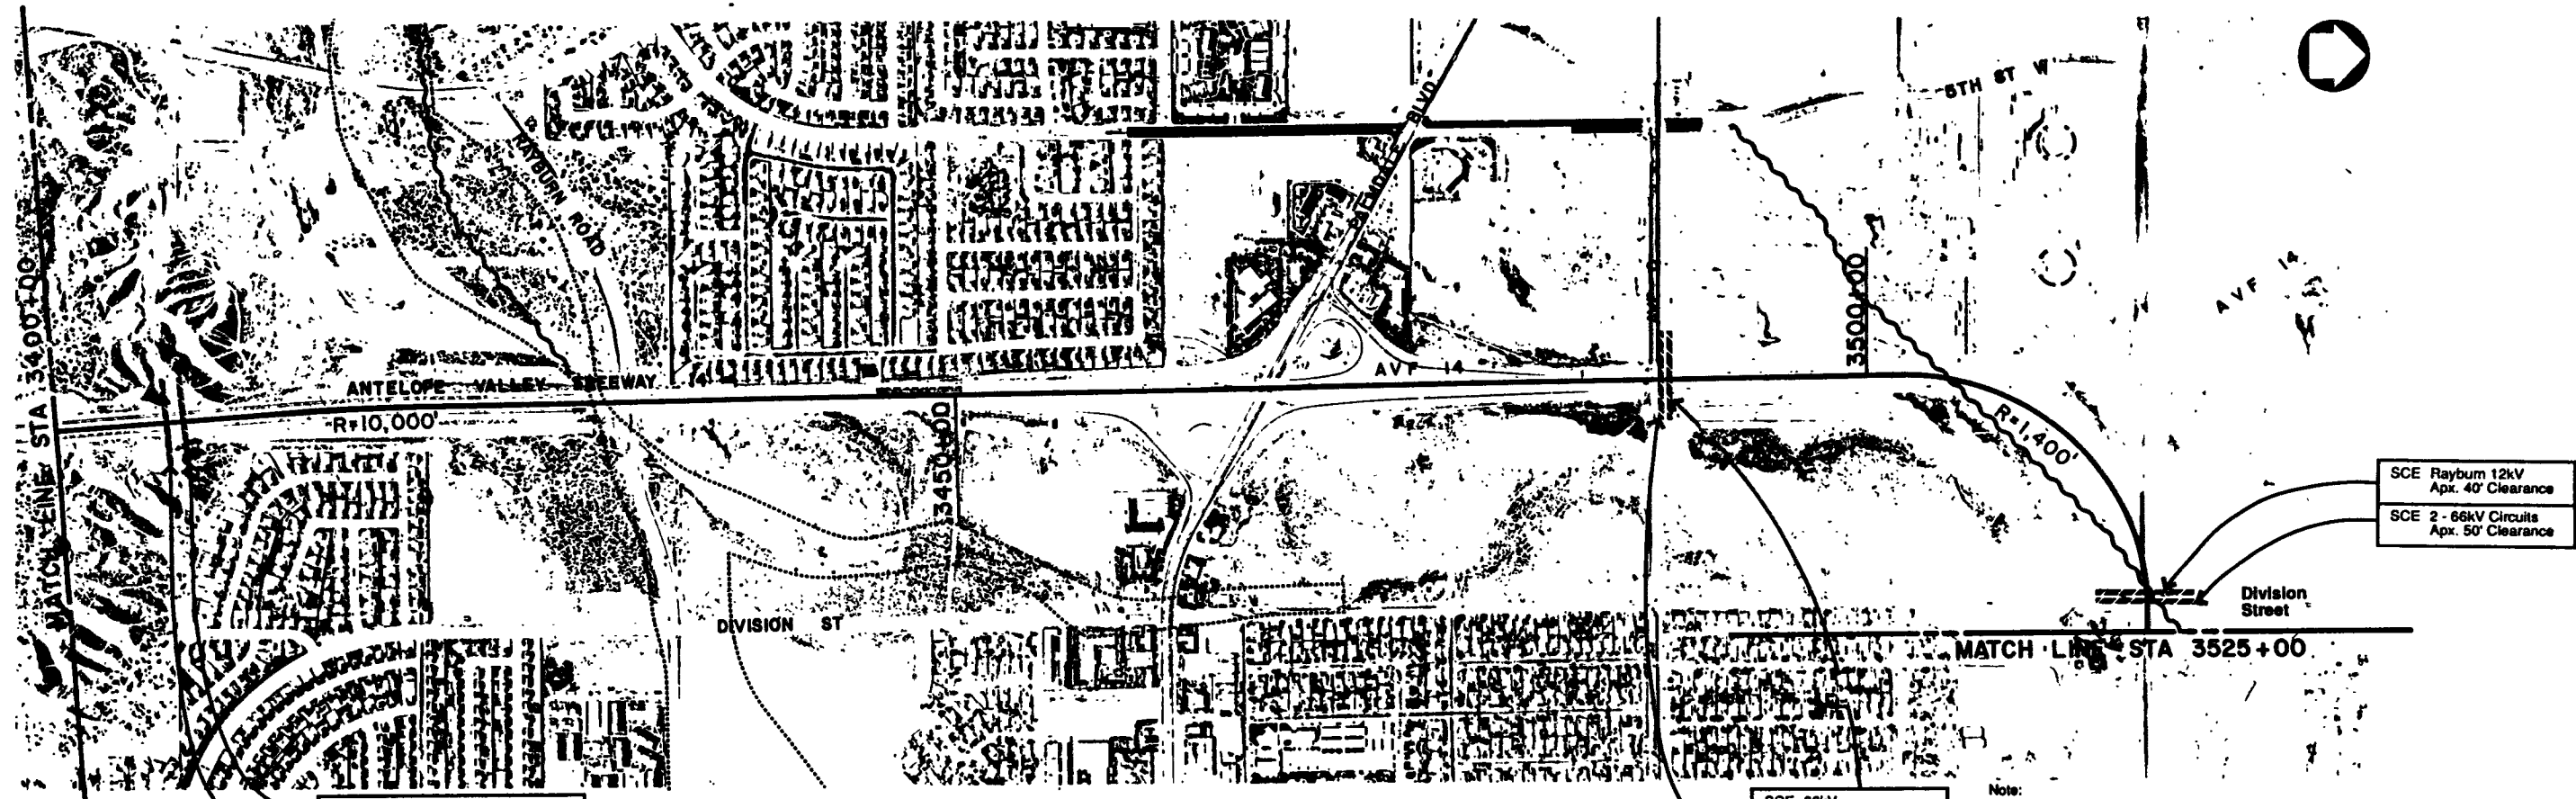 5TH ST W
BLVD
PALMDALE
RAYBURN ROAD
MATCH LINE STA 3400+00
3500+00
AVF 14
ANTELOPE VALLEY FREEWAY 14
AVF 14
R=10,000'
3450+00
R=1,400'
SCE Rayburn 12kV
Apx. 40' Clearance
SCE 2 - 66kV Circuits
Apx. 50' Clearance
Division
Street
DIVISION ST
MATCH LINE STA 3525+00
Note: